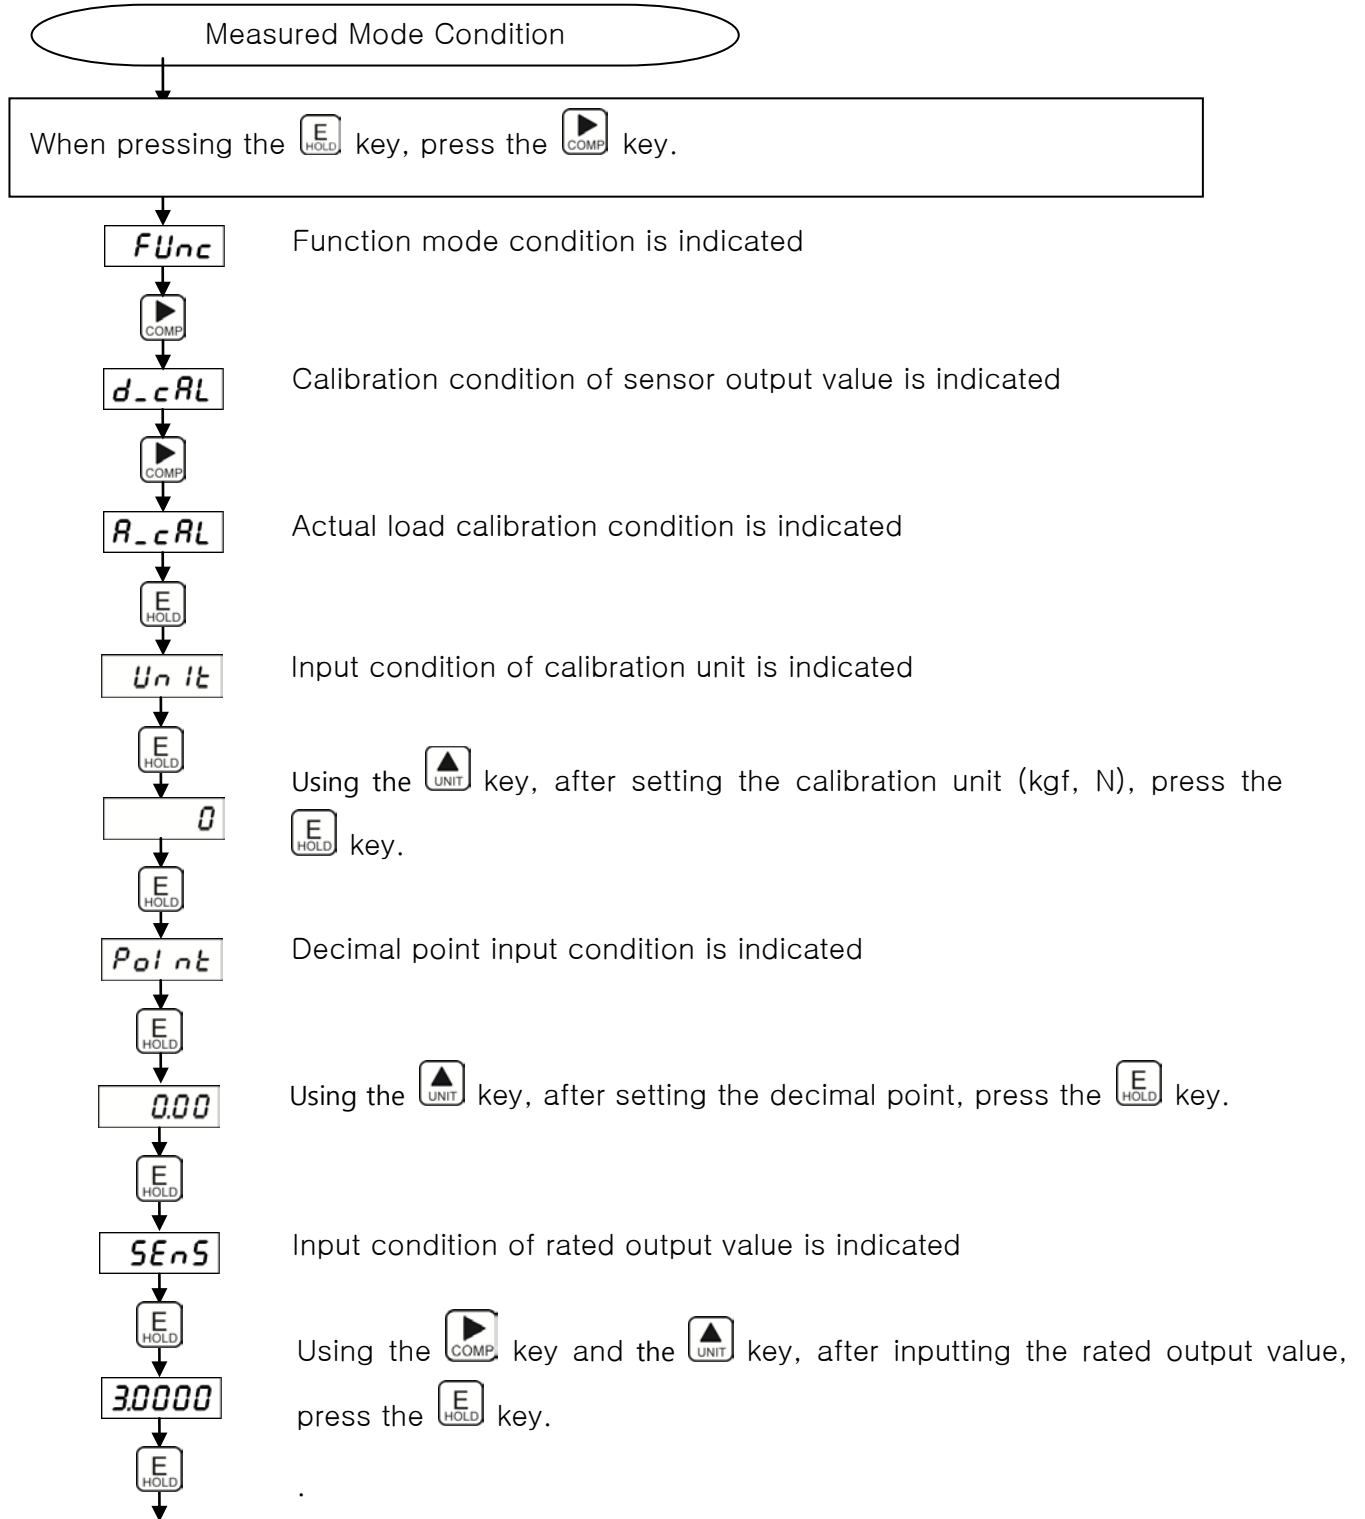 Measured Mode Condition
When pressing the E HOLD key, press the COMP key.
FUnc Function mode condition is indicated
COMP
d_cAL Calibration condition of sensor output value is indicated
COMP
A_cAL Actual load calibration condition is indicated
E
HOLD
UnIt Input condition of calibration unit is indicated
E
HOLD
Using the UNIT key, after setting the calibration unit (kgf, N), press the
0
E HOLD key.
E
HOLD
PoInt Decimal point input condition is indicated
E
HOLD
0.00 Using the UNIT key, after setting the decimal point, press the E HOLD key.
E
HOLD
SEnS Input condition of rated output value is indicated
E
HOLD
Using the COMP key and the UNIT key, after inputting the rated output value,
3.0000 press the E HOLD key.
E
HOLD
.